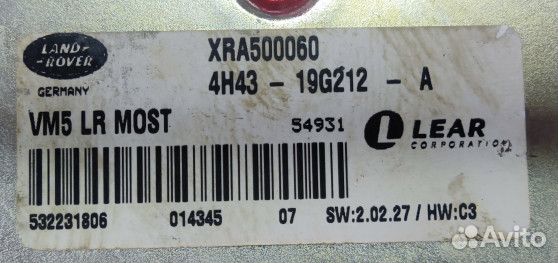 LAND-
-ROVER
GERMANY
XRA500060
4H43 - 19G212 - A
VM5 LR MOST
54931
LEAR
CORPORATION
532231806 014345 07 SW:2.02.27 / HW:C3
Avito